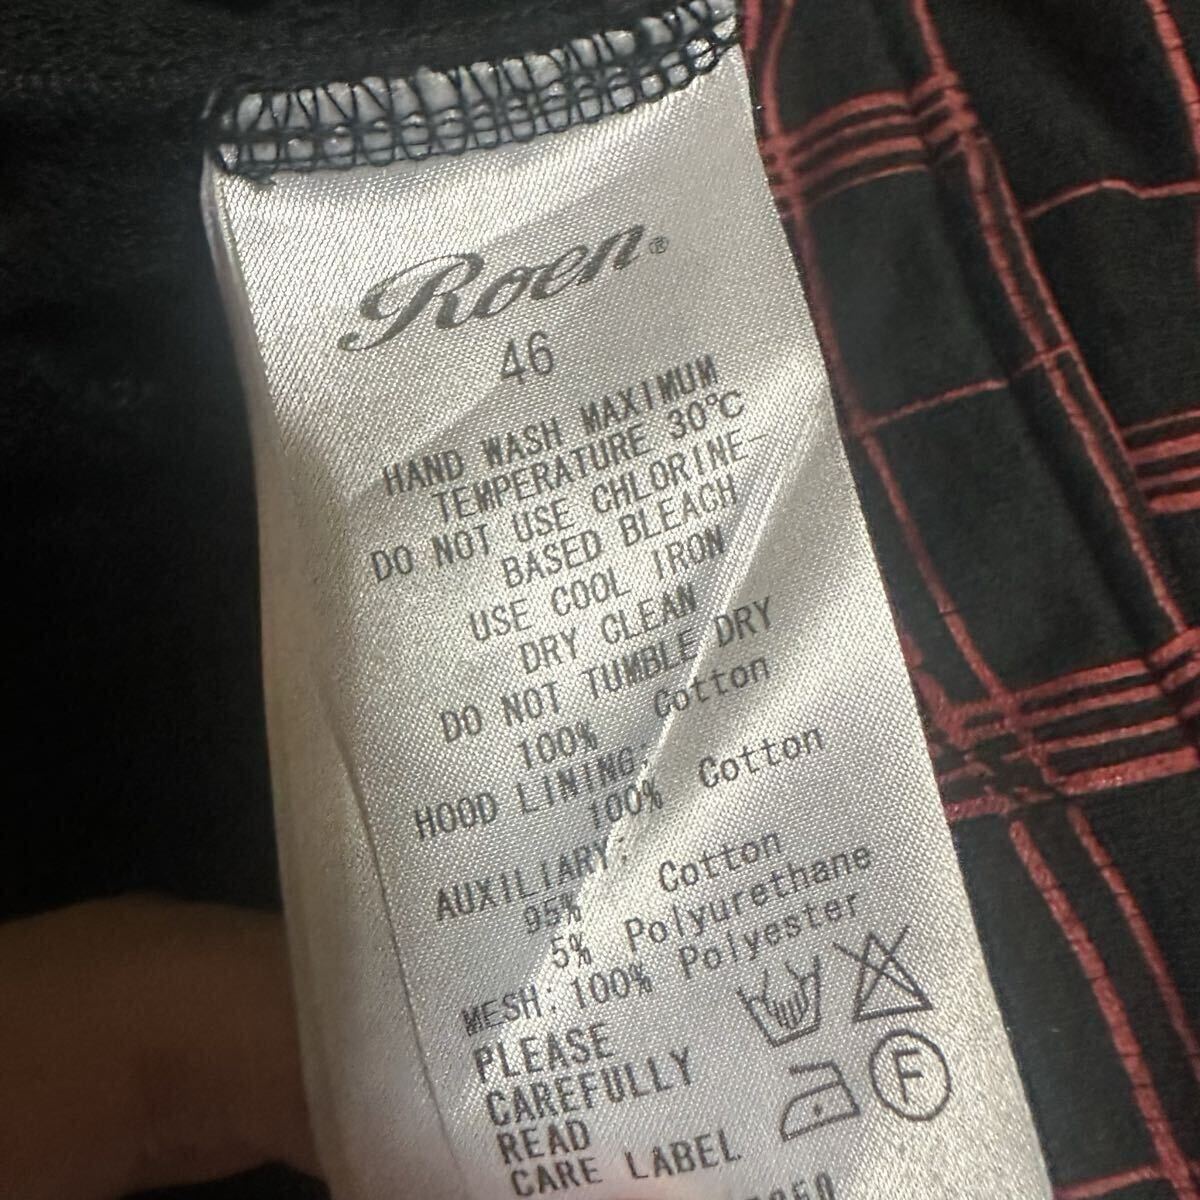 Roen®
46
HAND WASH MAXIMUM
TEMPERATURE 30℃
DO NOT USE CHLORINE-
BASED BLEACH
USE COOL IRON
DRY CLEAN
DO NOT TUMBLE DRY
100% Cotton
HOOD LINING:
100% Cotton
AUXILIARY:
95% Cotton
5% Polyurethane
MESH:100% Polyester
PLEASE
CAREFULLY
READ
CARE LABEL
F